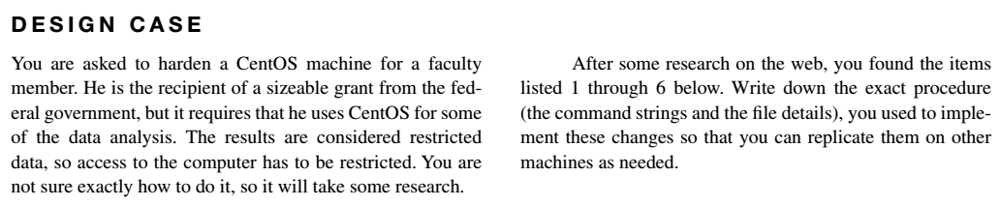 DESIGN CASE
You are asked to harden a CentOS machine for a faculty
member. He is the recipient of a sizeable grant from the fed-
eral government, but it requires that he uses CentOS for some
of the data analysis. The results are considered restricted
data, so access to the computer has to be restricted. You are
not sure exactly how to do it, so it will take some research.
After some research on the web, you found the items
listed 1 through 6 below. Write down the exact procedure
(the command strings and the file details), you used to imple-
ment these changes so that you can replicate them on other
machines as needed.